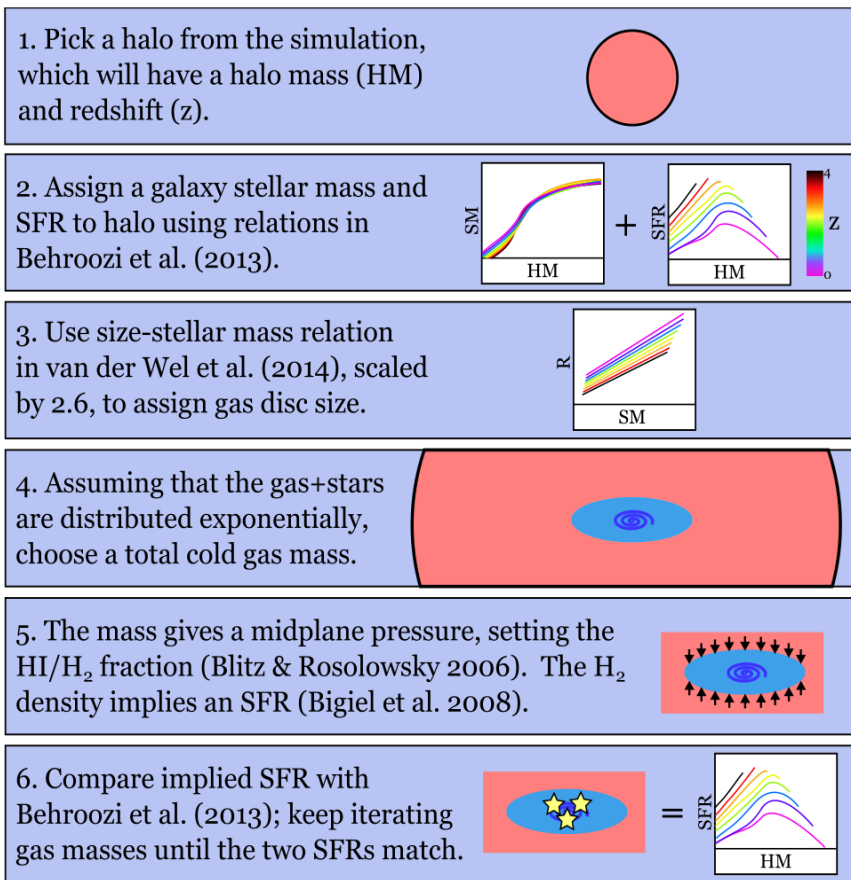 1. Pick a halo from the simulation,
which will have a halo mass (HM)
and redshift (z).
2. Assign a galaxy stellar mass and
SFR to halo using relations in
Behroozi et al. (2013).
SM
HM
+
SFR
HM
4
z
0
3. Use size-stellar mass relation
in van der Wel et al. (2014), scaled
by 2.6, to assign gas disc size.
R
SM
4. Assuming that the gas+stars
are distributed exponentially,
choose a total cold gas mass.
5. The mass gives a midplane pressure, setting the
HI/H₂ fraction (Blitz & Rosolowsky 2006). The H₂
density implies an SFR (Bigiel et al. 2008).
6. Compare implied SFR with
Behroozi et al. (2013); keep iterating
gas masses until the two SFRs match.
=
SFR
HM